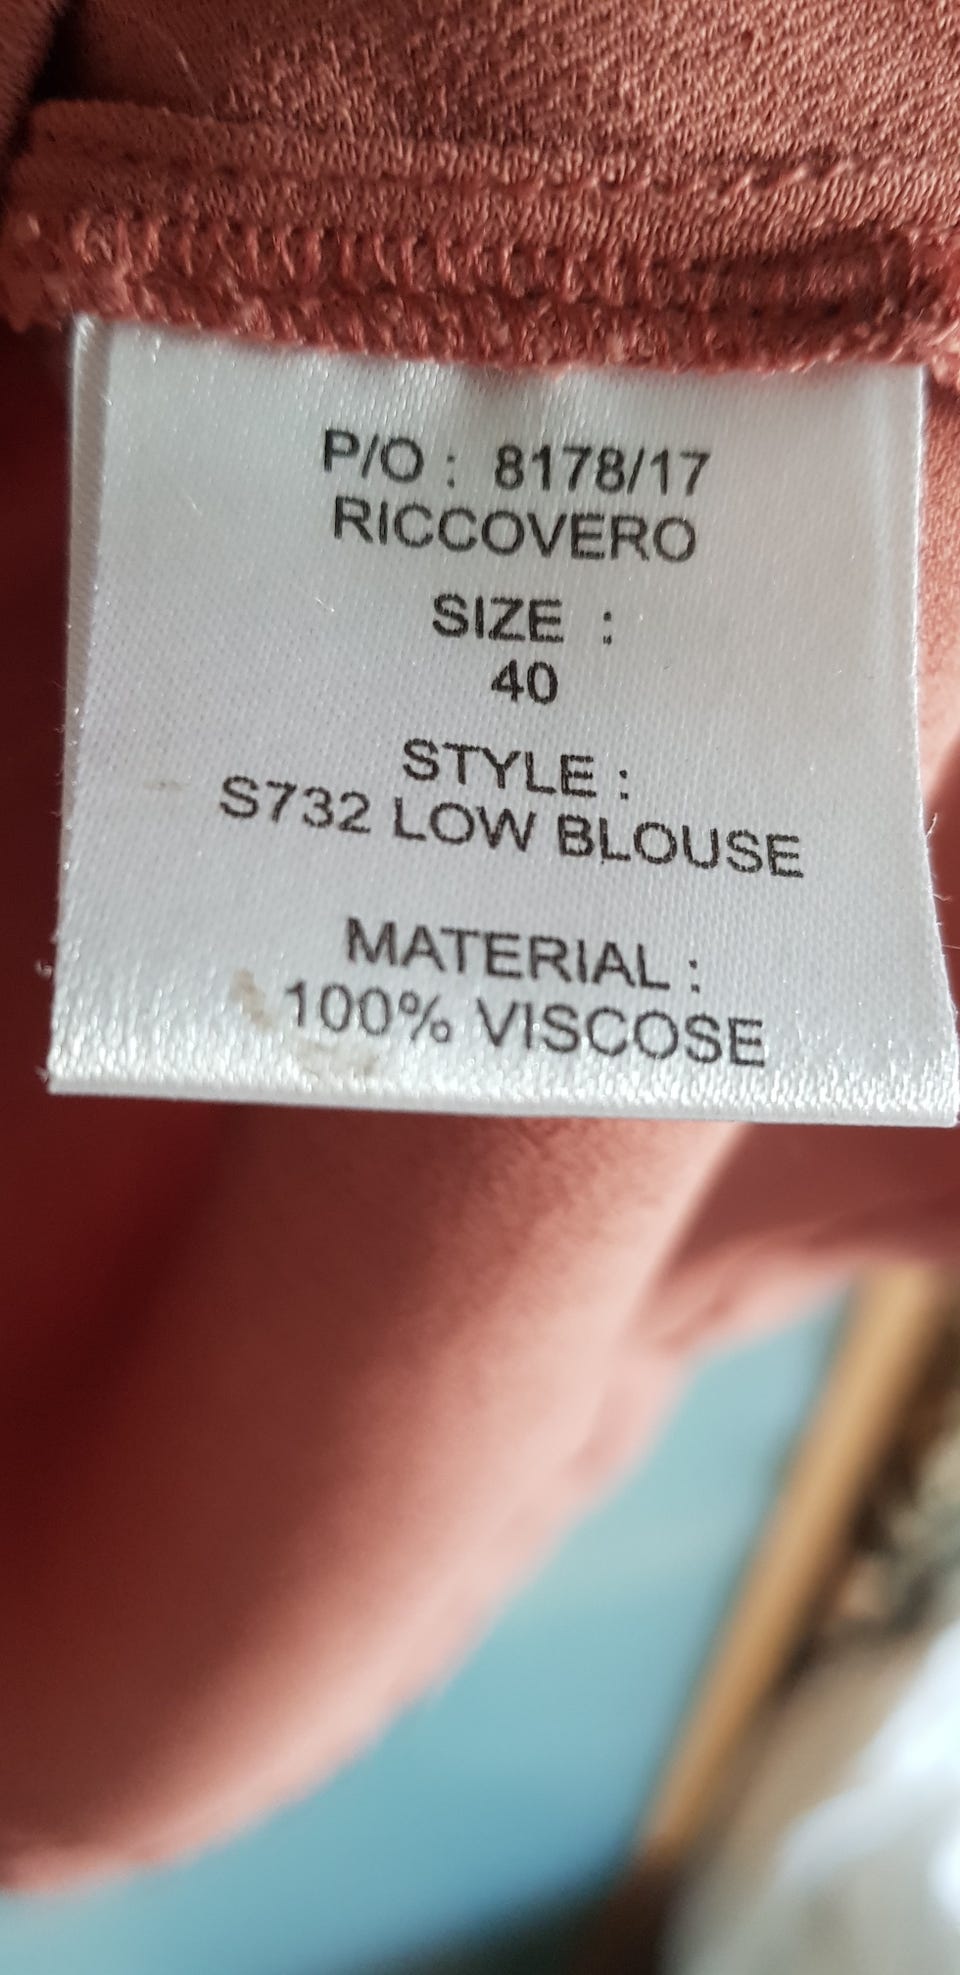 P/O : 8178/17
RICCOVERO
SIZE :
40
STYLE :
S732 LOW BLOUSE
MATERIAL :
100% VISCOSE